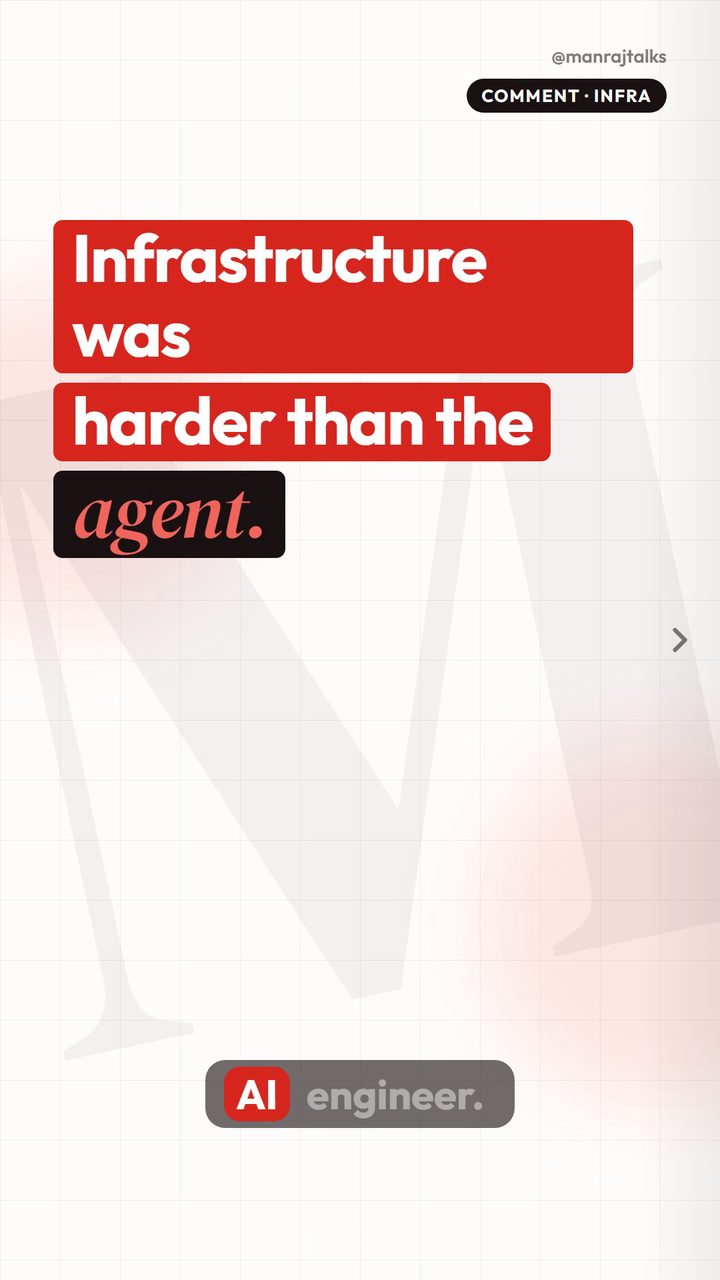 @manrajtalks
COMMENT · INFRA
Infrastructure
was
harder than the
agent.
AI engineer.